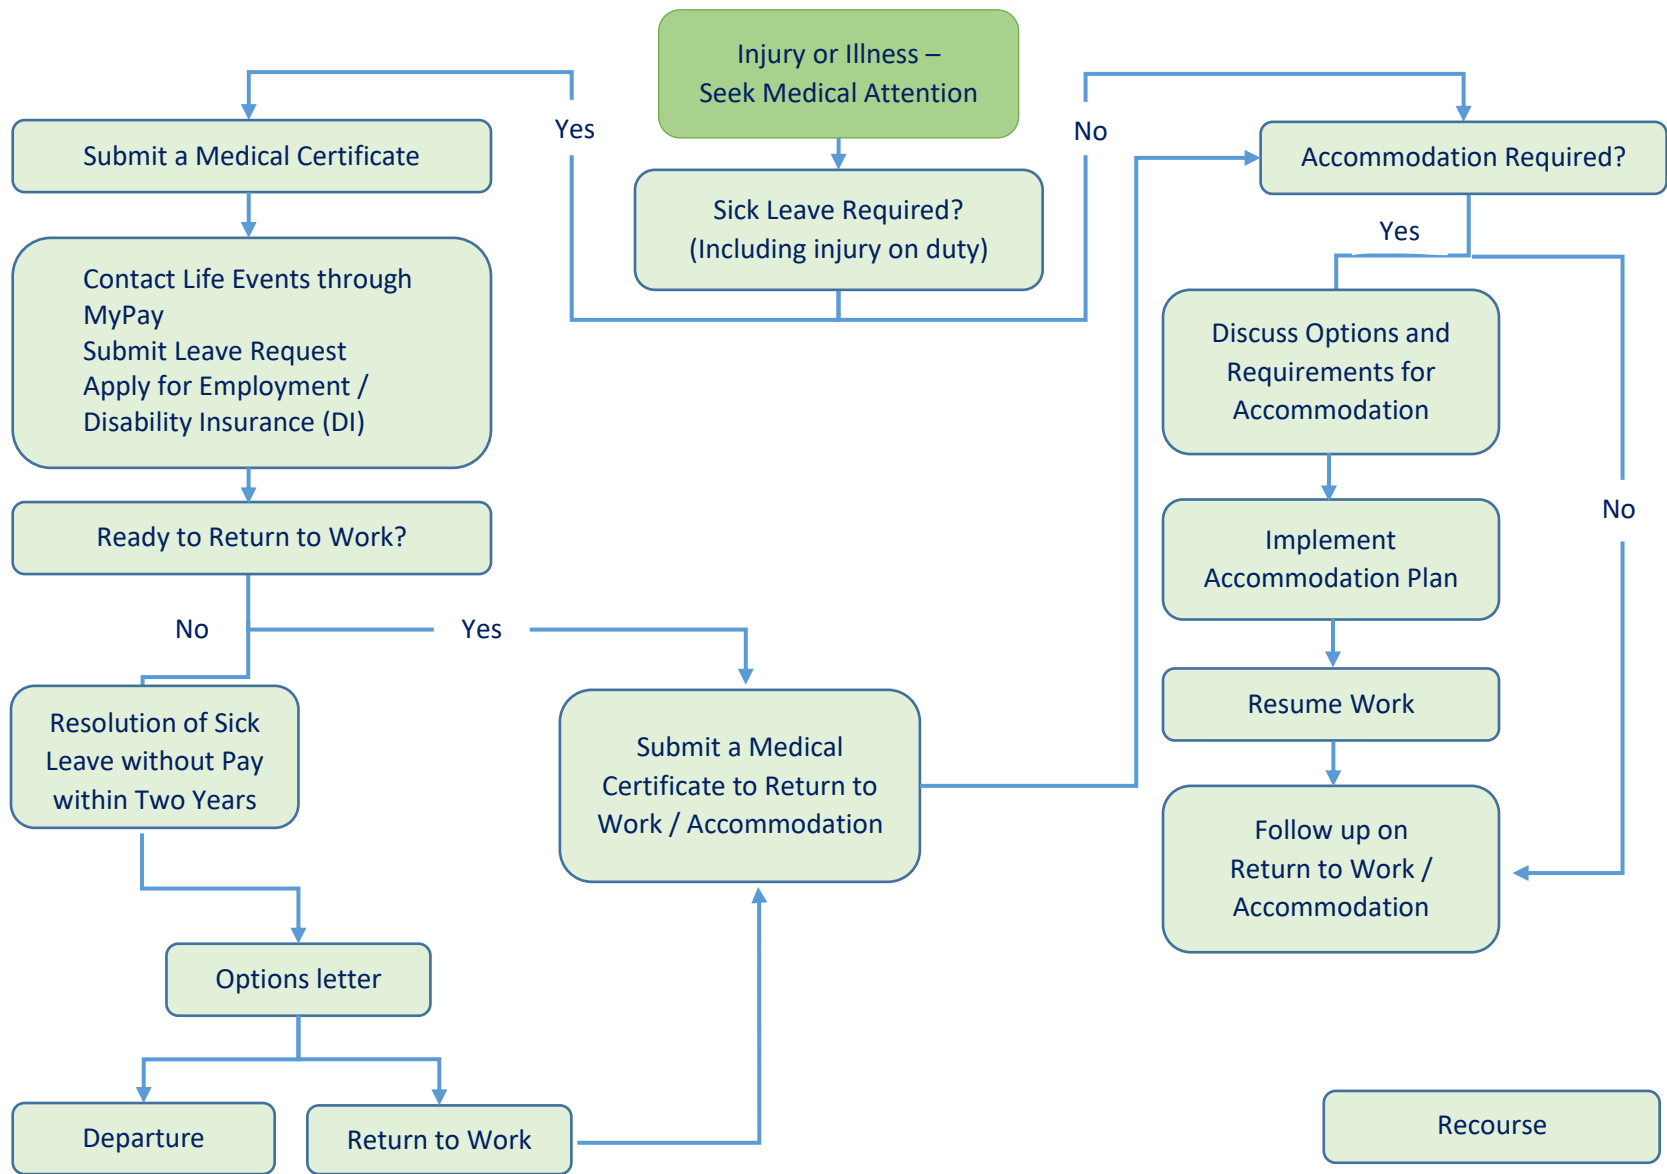 Injury or Illness –
Seek Medical Attention
Yes
No
Submit a Medical Certificate
Sick Leave Required?
(Including injury on duty)
Accommodation Required?
Yes
Contact Life Events through
MyPay
Submit Leave Request
Apply for Employment /
Disability Insurance (DI)
Discuss Options and
Requirements for
Accommodation
No
Ready to Return to Work?
Implement
Accommodation Plan
No
Yes
Resolution of Sick
Leave without Pay
within Two Years
Submit a Medical
Certificate to Return to
Work / Accommodation
Resume Work
Follow up on
Return to Work /
Accommodation
Options letter
Departure
Return to Work
Recourse